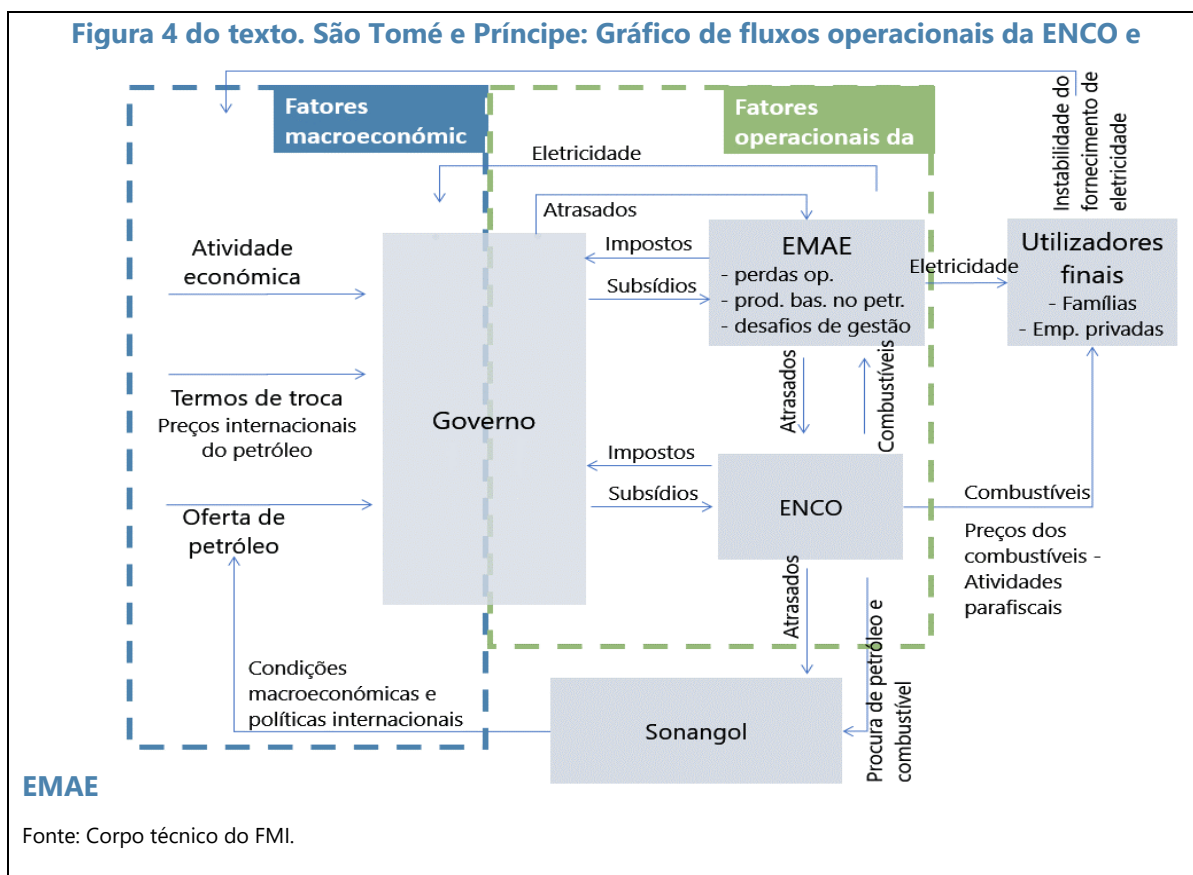 Figura 4 do texto. São Tomé e Príncipe: Gráfico de fluxos operacionais da ENCO e
Fatores
macroeconómic
Fatores
operacionais da
Instabilidade do
fornecimento de
eletricidade
Eletricidade
Atrasados
Atividade
económica
Impostos
Subsídios
EMAE
- perdas op.
- prod. bas. no petr.
- desafios de gestão
Eletricidade
Utilizadores
finais
- Famílias
- Emp. privadas
Termos de troca
Preços internacionais
do petróleo
Governo
Atrasados
Combustíveis
Impostos
Subsídios
ENCO
Combustíveis
Preços dos
combustíveis -
Atividades
parafiscais
Oferta de
petróleo
Atrasados
Procura de petróleo e
combustível
Condições
macroeconómicas e
políticas internacionais
Sonangol
EMAE
Fonte: Corpo técnico do FMI.